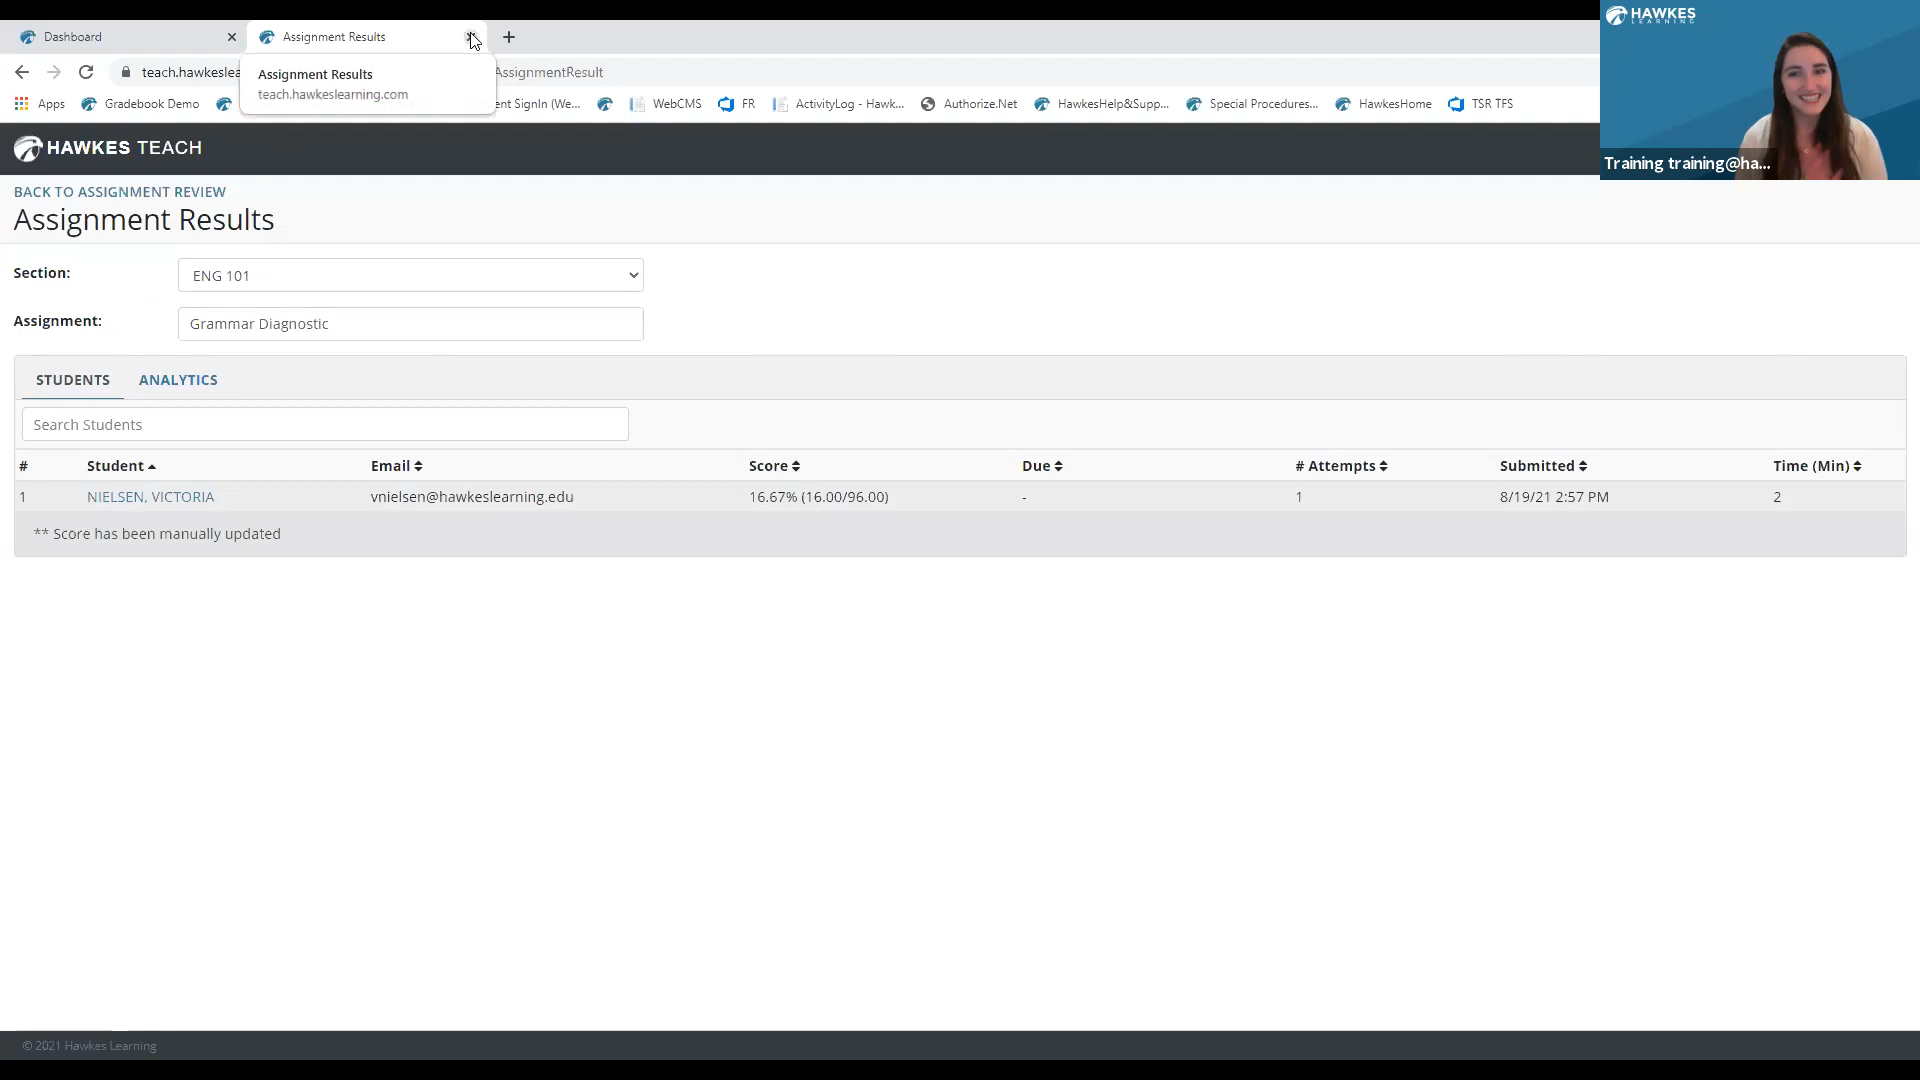 Dashboard
Assignment Results
Assignment Results
teach.hawkeslearning.com
teach.hawkeslea
AssignmentResult
Apps
Gradebook Demo
ent SignIn (We...
WebCMS
FR
ActivityLog - Hawk...
Authorize.Net
HawkesHelp&Supp...
Special Procedures...
HawkesHome
TSR TFS
HAWKES LEARNING
Training training@ha...
HAWKES TEACH
BACK TO ASSIGNMENT REVIEW
Assignment Results
Section: ENG 101
Assignment: Grammar Diagnostic
STUDENTS ANALYTICS
Search Students
# Student Email Score Due # Attempts Submitted Time (Min)
1 NIELSEN, VICTORIA vnielsen@hawkeslearning.edu 16.67% (16.00/96.00) - 1 8/19/21 2:57 PM 2
** Score has been manually updated
© 2021 Hawkes Learning